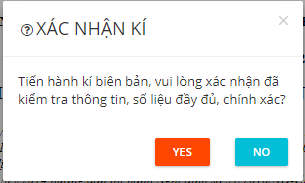 XÁC NHẬN KÍ
Tiến hành kí biên bản, vui lòng xác nhận đã
kiểm tra thông tin, số liệu đầy đủ, chính xác?
YES
NO